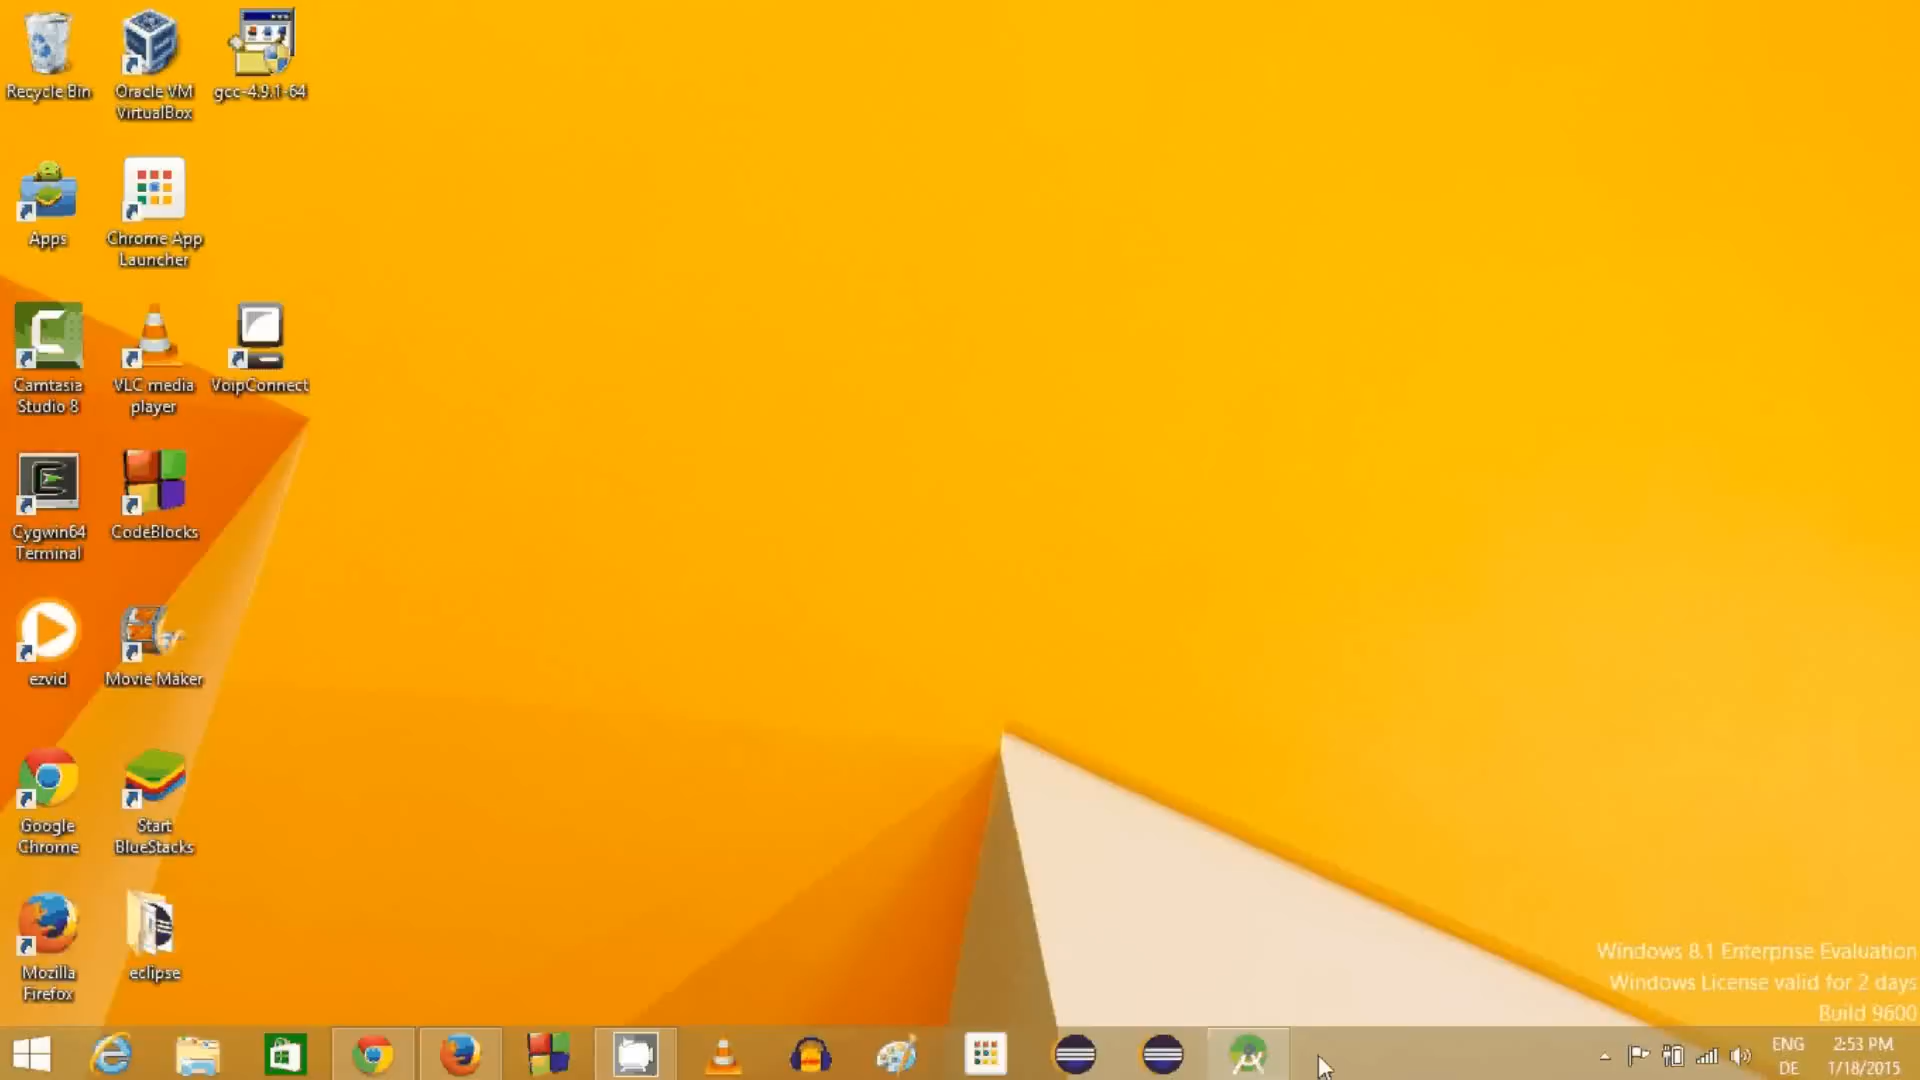 Recycle Bin
Oracle VM
VirtualBox
gcc-4.9.1-64
Apps
Chrome App
Launcher
Camtasia
Studio 8
VLC media
player
VoipConnect
Cygwin64
Terminal
CodeBlocks
ezvid
Movie Maker
Google
Chrome
Start
BlueStacks
Mozilla
Firefox
eclipse
Windows 8.1 Enterprise Evaluation
Windows License valid for 2 days
Build 9600
ENG
DE
2:53 PM
1/18/2015